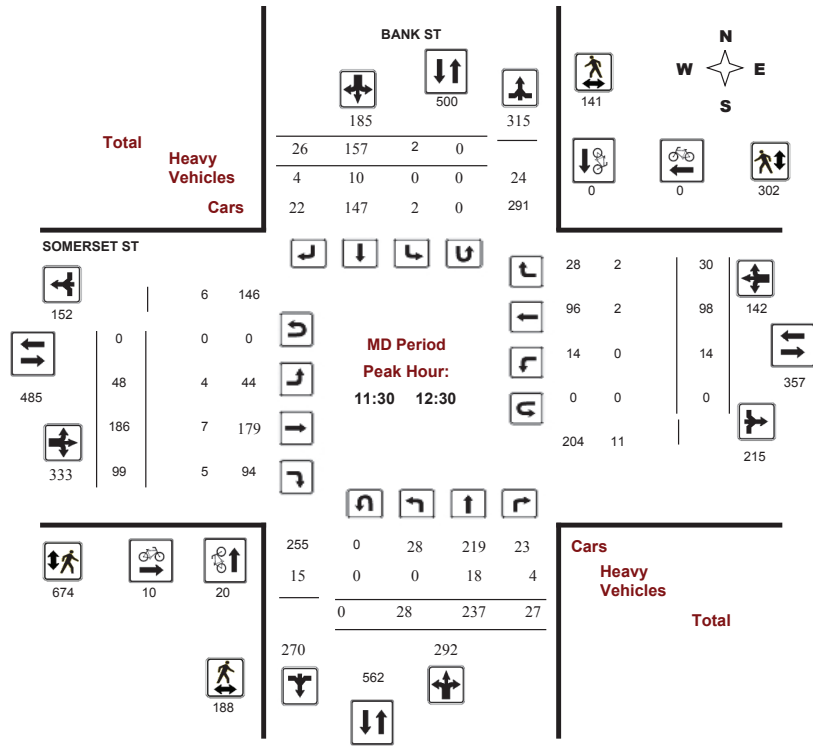 BANK ST
N
W E
S
500
141
185 315
Total
26 157 2 0
Heavy
Vehicles
4 10 0 0 24
Cars
22 147 2 0 291
0 0 302
SOMERSET ST
152
6 146
28 2 30
142
0 0 0
96 2 98
MD Period
Peak Hour:
11:30 12:30
485
48 4 44
14 0 14
357
186 7 179
0 0 0
333
99 5 94
204 11
215
255 0 28 219 23
Cars
15 0 0 18 4
Heavy
Vehicles
674 10 20
0 28 237 27
Total
270 292
562
188